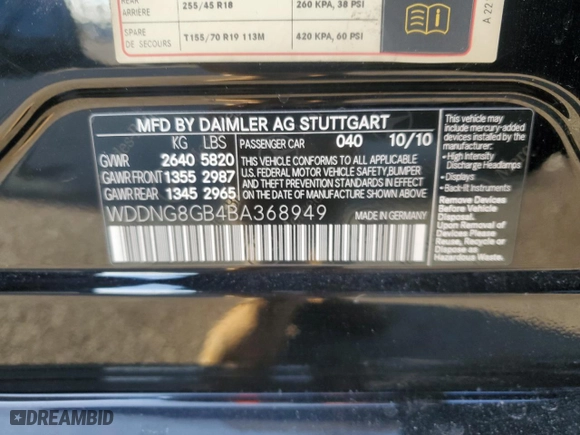 REAR
ARRIÈRE 255/45 R18 260 KPA, 38 PSI
SPARE
DE SECOURS T155/70 R19 113M 420 KPA, 60 PSI
A 22
MFD BY DAIMLER AG STUTTGART
KG LBS
GVWR 2640 5820
GAWR FRONT 1355 2987
GAWR REAR 1345 2965
PASSENGER CAR 040 10/10
THIS VEHICLE CONFORMS TO ALL APPLICABLE
U.S. FEDERAL MOTOR VEHICLE SAFETY, BUMPER
AND THEFT PREVENTION STANDARDS IN EFFECT
ON THE DATE OF MANUFACTURE SHOWN ABOVE.
WDDNG8GB4BA368949
MADE IN GERMANY
This vehicle may
include mercury-added
devices installed by the
manufacturer:
• High Intensity
Discharge Headlamps
• Displays
• Back-lit Instruments
Remove Devices
Before Vehicle
Disposal.
Upon Removal of
Devices Please
Reuse, Recycle or
Dispose as
Hazardous Waste.
DREAMBID